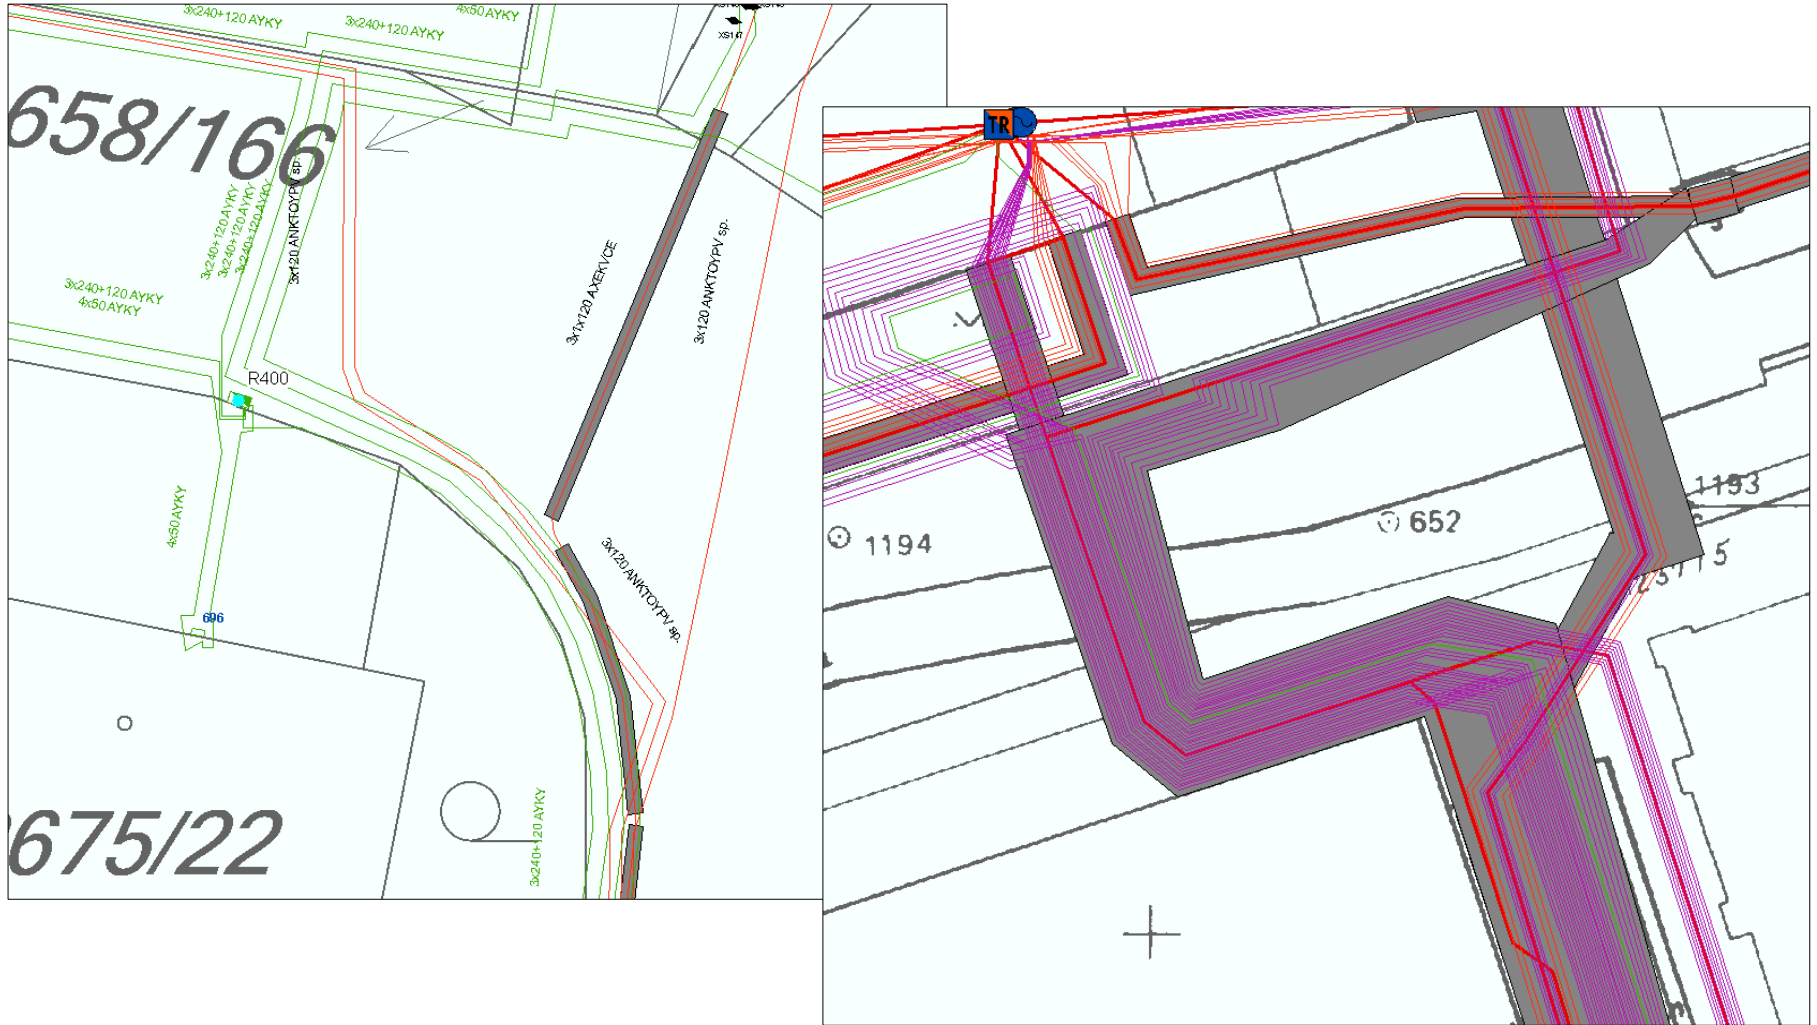 3x240+120 AYKY
3x240+120 AYKY
4x50 AYKY
XS147
658/166
3x240+120 AYKY
3x240+120 AYKY
3x240+120 AYKY
3x120 ANKTOYPV sp.
3x1x120 AXEKVCE
3x120 ANKTOYPV sp.
3x240+120 AYKY
4x50 AYKY
R400
4x50 AYKY
3x120 ANKTOYPV sp.
696
675/22
3x240+120 AYKY
TR
1194
652
1193